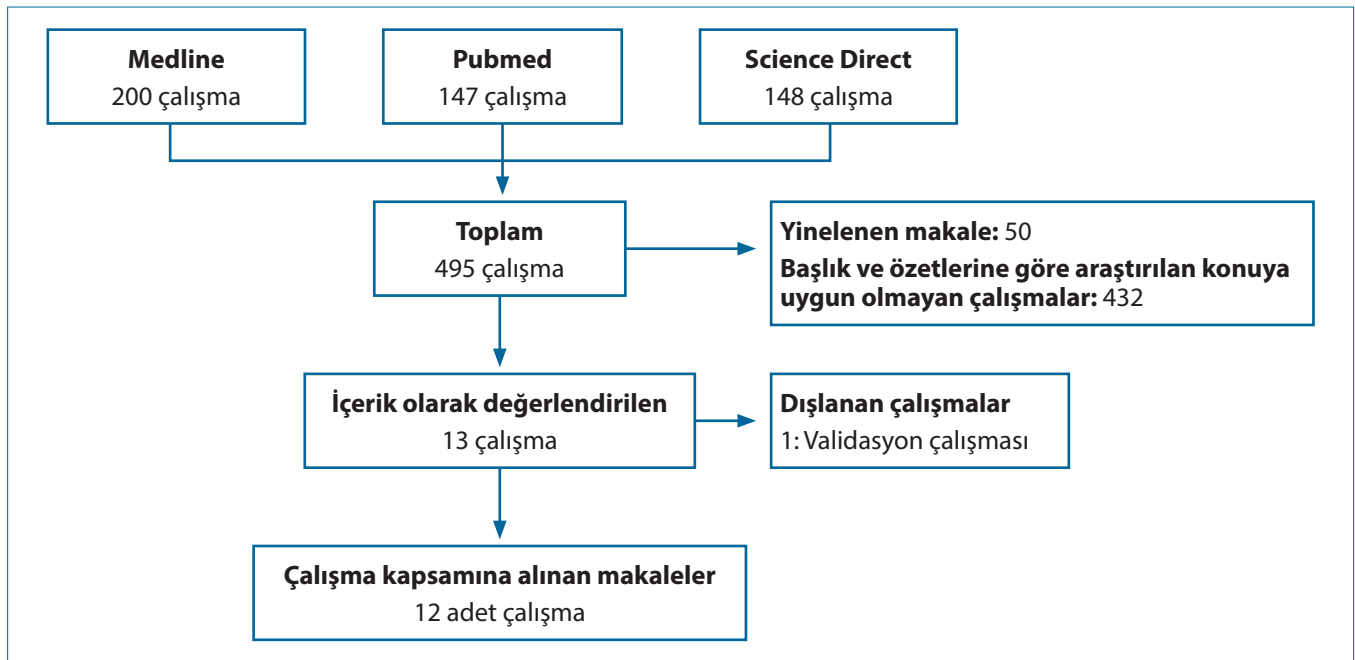 Medline
200 çalışma
Pubmed
147 çalışma
Science Direct
148 çalışma
Toplam
495 çalışma
Yinelenen makale: 50
Başlık ve özetlerine göre araştırılan konuya
uygun olmayan çalışmalar: 432
İçerik olarak değerlendirilen
13 çalışma
Dışlanan çalışmalar
1: Validasyon çalışması
Çalışma kapsamına alınan makaleler
12 adet çalışma